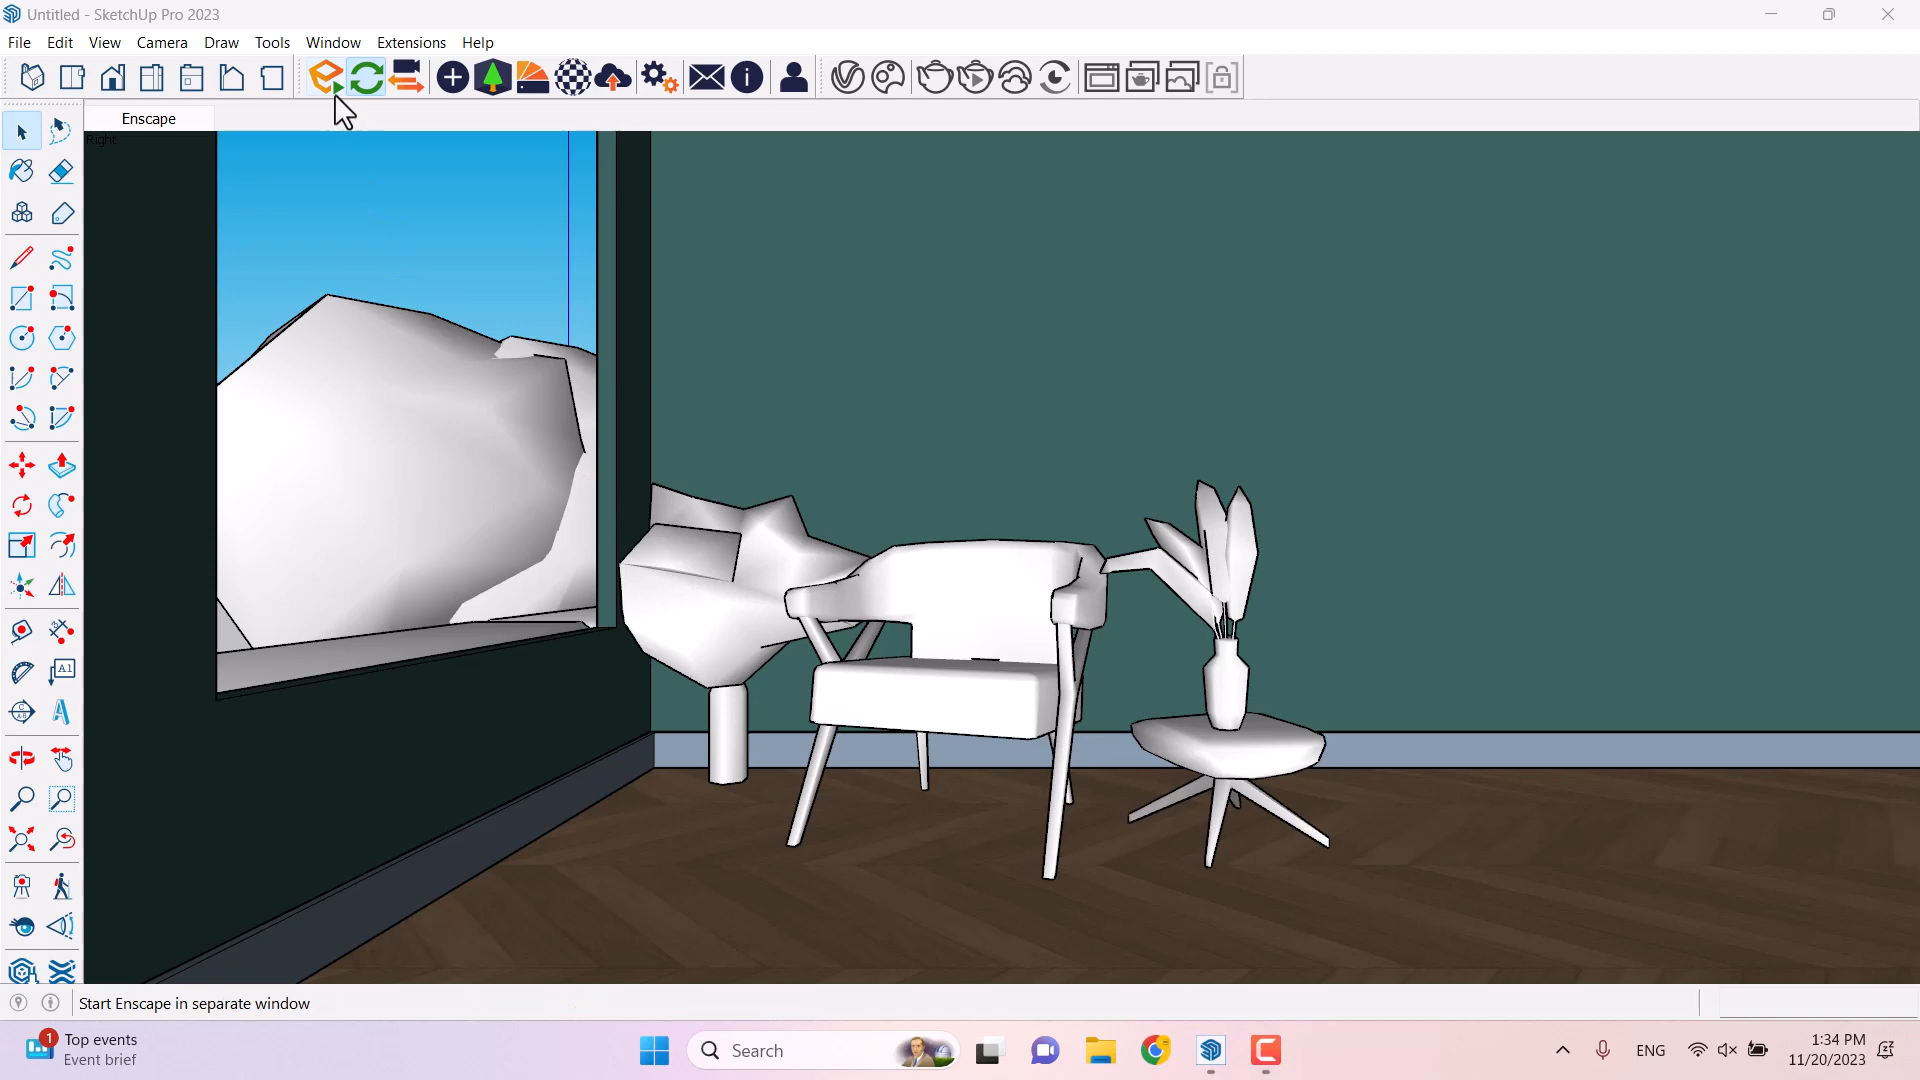 Untitled - SketchUp Pro 2023
File Edit View Camera Draw Tools Window Extensions Help
Enscape
Right
A1
Start Enscape in separate window
1
Top events
Event brief
Search
ENG
1:34 PM
11/20/2023